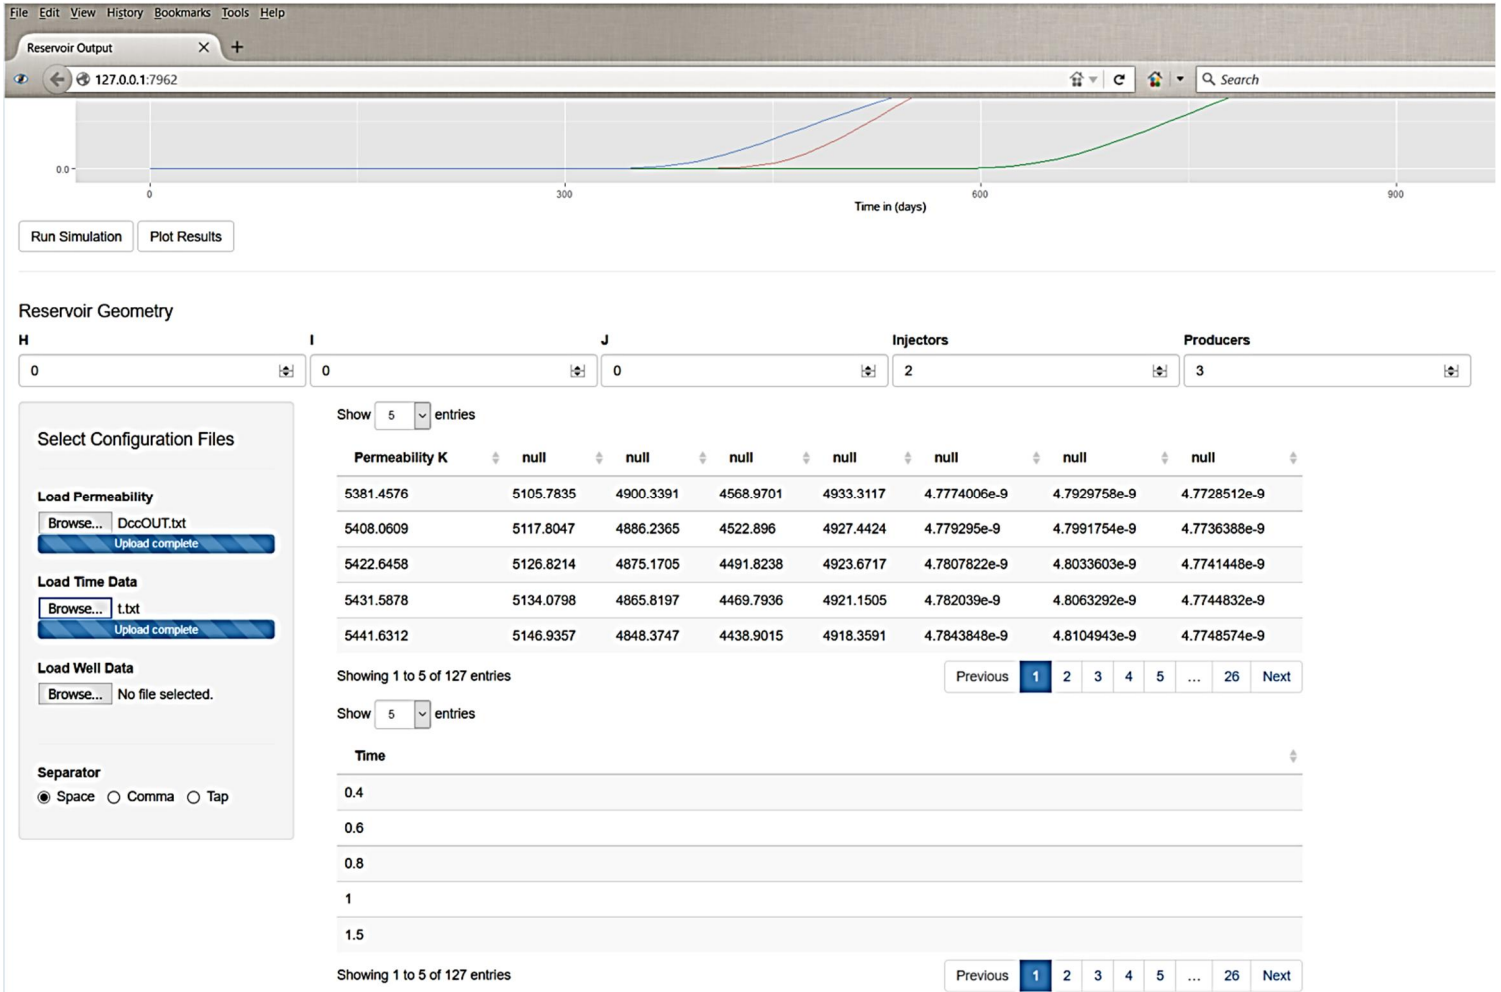 File Edit View History Bookmarks Tools Help
Reservoir Output
127.0.0.1:7962
Search
0.0
0 300 600 900
Time in (days)
Run Simulation Plot Results
Reservoir Geometry
H I J Injectors Producers
0 0 0 2 3
Select Configuration Files
Load Permeability
Browse... DccOUT.txt
Upload complete
Load Time Data
Browse... t.txt
Upload complete
Load Well Data
Browse... No file selected.
Separator
Space Comma Tap
Show 5 entries
Permeability K null null null null null null null
5381.4576 5105.7835 4900.3391 4568.9701 4933.3117 4.7774006e-9 4.7929758e-9 4.7728512e-9
5408.0609 5117.8047 4886.2365 4522.896 4927.4424 4.779295e-9 4.7991754e-9 4.7736388e-9
5422.6458 5126.8214 4875.1705 4491.8238 4923.6717 4.7807822e-9 4.8033603e-9 4.7741448e-9
5431.5878 5134.0798 4865.8197 4469.7936 4921.1505 4.782039e-9 4.8063292e-9 4.7744832e-9
5441.6312 5146.9357 4848.3747 4438.9015 4918.3591 4.7843848e-9 4.8104943e-9 4.7748574e-9
Showing 1 to 5 of 127 entries Previous 1 2 3 4 5 ... 26 Next
Show 5 entries
Time
0.4
0.6
0.8
1
1.5
Showing 1 to 5 of 127 entries Previous 1 2 3 4 5 ... 26 Next